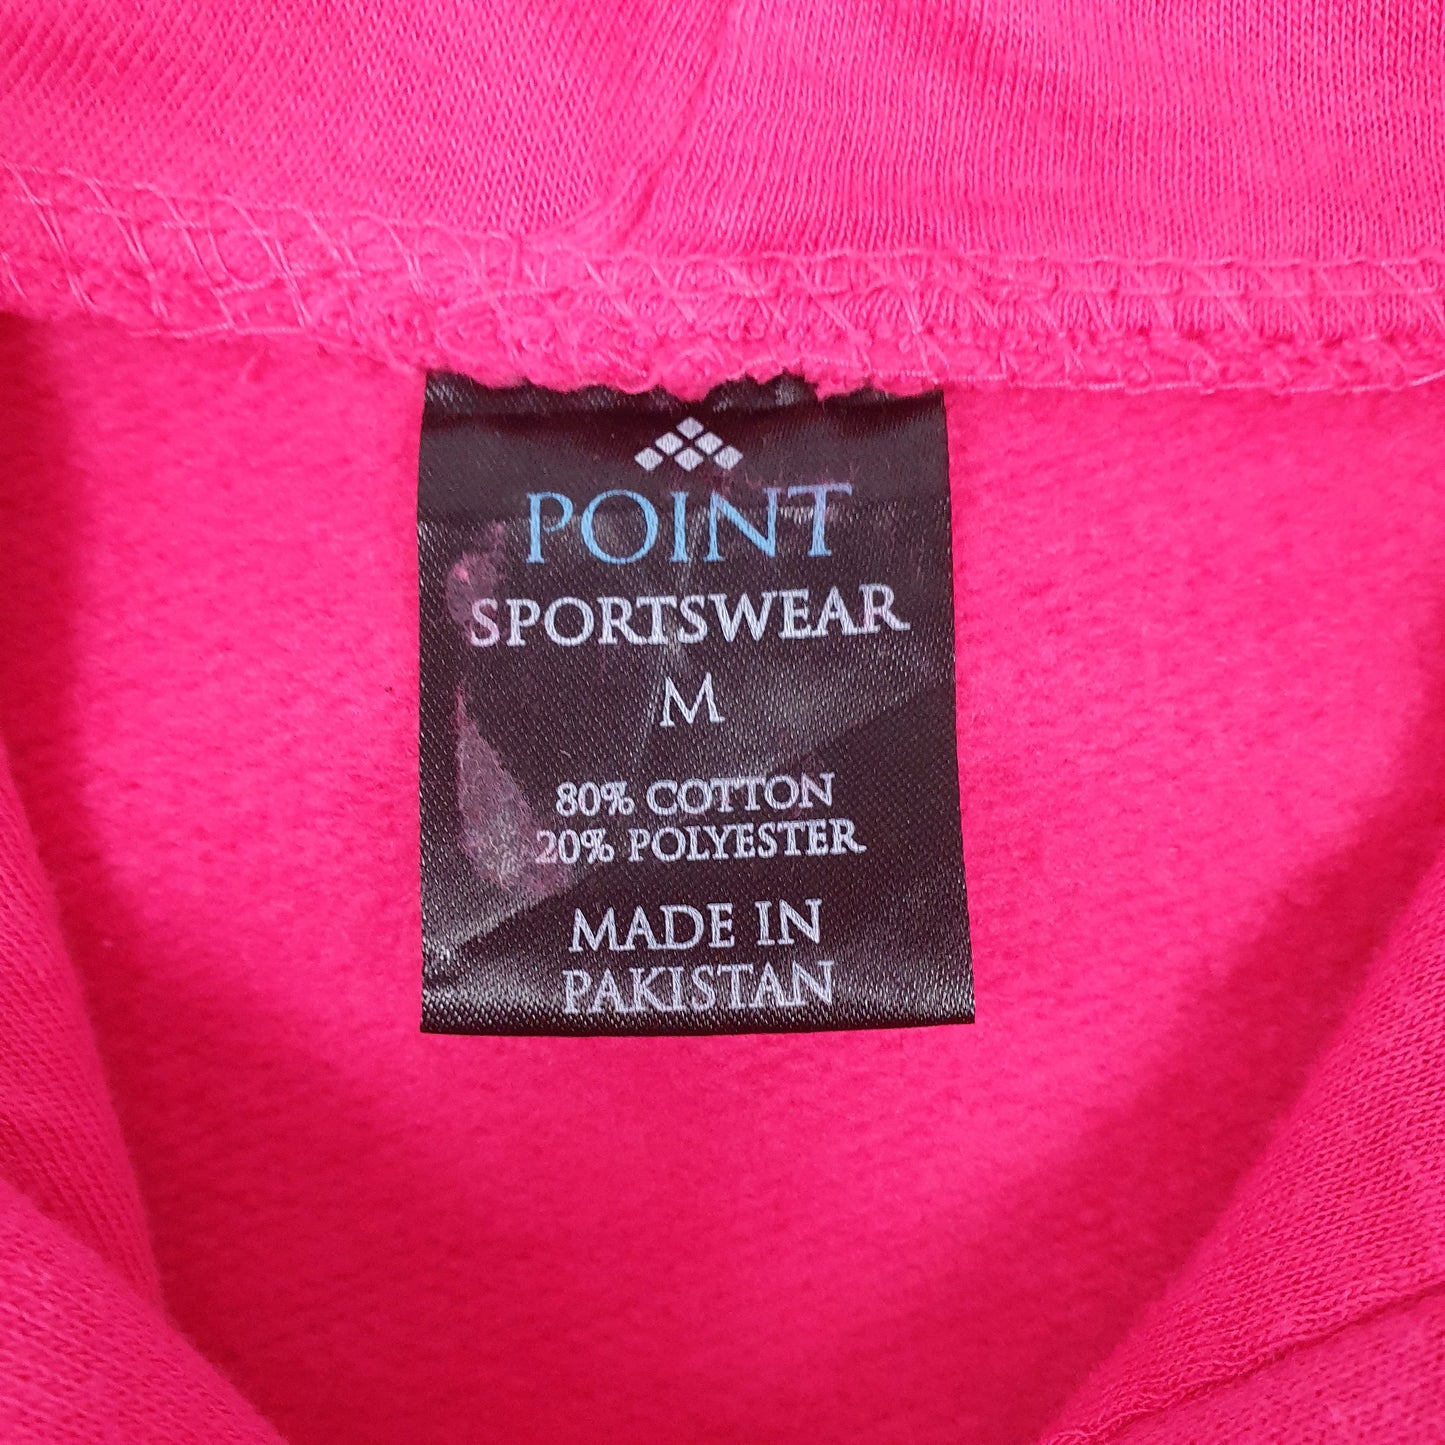 POINT
SPORTSWEAR
M
80% COTTON
20% POLYESTER
MADE IN
PAKISTAN